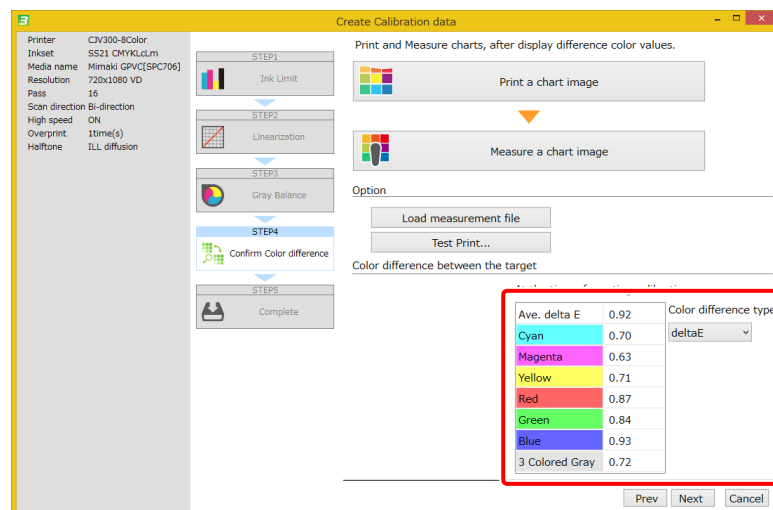 3
Create Calibration data
Printer CJV300-8Color
Inkset SS21 CMYKLcLm
Media name Mimaki GPVC[SPC706]
Resolution 720x1080 VD
Pass 16
Scan direction Bi-direction
High speed ON
Overprint 1time(s)
Halftone ILL diffusion
STEP1
Ink Limit
STEP2
Linearization
STEP3
Gray Balance
STEP4
Confirm Color difference
STEP5
Complete
Print and Measure charts, after display difference color values.
Print a chart image
Measure a chart image
Option
Load measurement file
Test Print...
Color difference between the target
Ave. delta E 0.92
Cyan 0.70
Magenta 0.63
Yellow 0.71
Red 0.87
Green 0.84
Blue 0.93
3 Colored Gray 0.72
Color difference type
deltaE
Prev Next Cancel